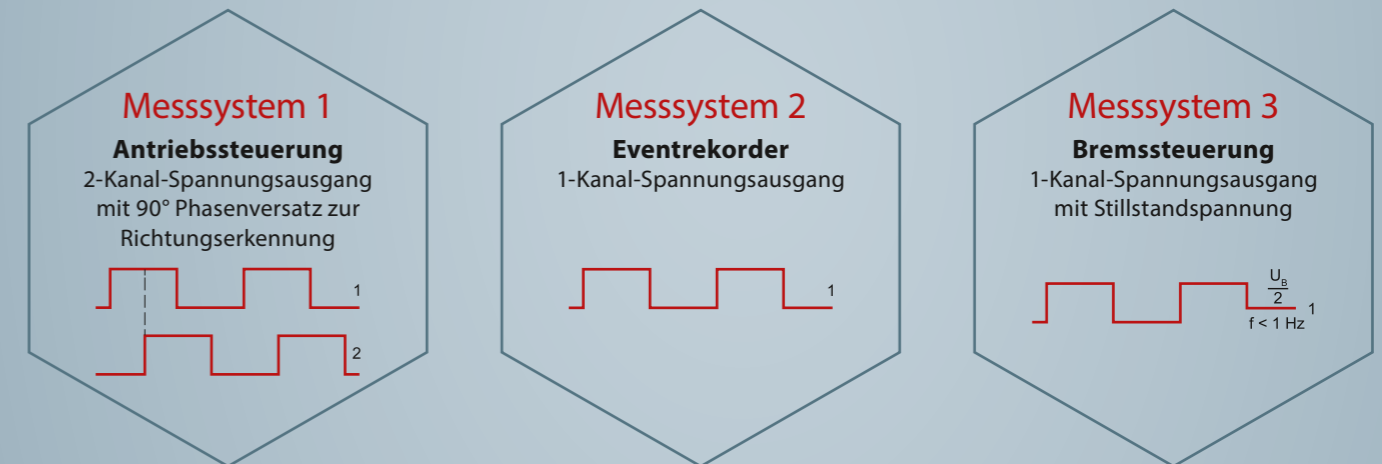 Messsystem 1
Antriebssteuerung
2-Kanal-Spannungsausgang
mit 90° Phasenversatz zur
Richtungserkennung
1
2
Messsystem 2
Eventrekorder
1-Kanal-Spannungsausgang
1
Messsystem 3
Bremssteuerung
1-Kanal-Spannungsausgang
mit Stillstandspannung
U_B
2
1
f < 1 Hz